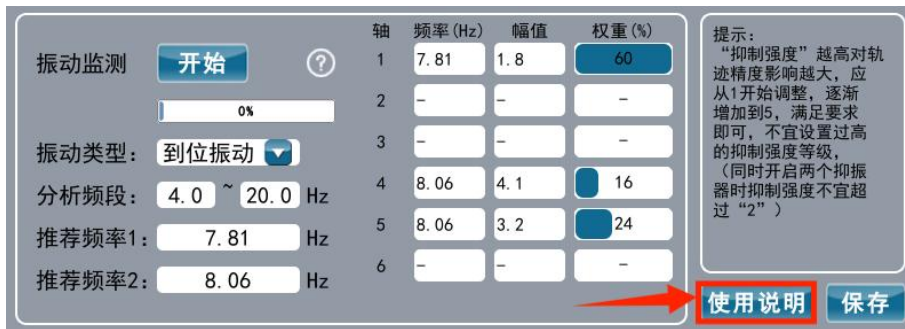 轴 频率(Hz) 幅值 权重(%)
振动监测 开始 ? 1 7.81 1.8 60
0% 2 - - -
振动类型: 到位振动 3 - - -
分析频段: 4.0 ~ 20.0 Hz 4 8.06 4.1 16
推荐频率1: 7.81 Hz 5 8.06 3.2 24
推荐频率2: 8.06 Hz 6 - - -
提示:
“抑制强度”越高对轨
迹精度影响越大，应
从1开始调整，逐渐
增加到5，满足要求
即可，不宜设置过高
的抑制强度等级，
（同时开启两个抑振
器时抑制强度不宜超
过“2”）
使用说明 保存